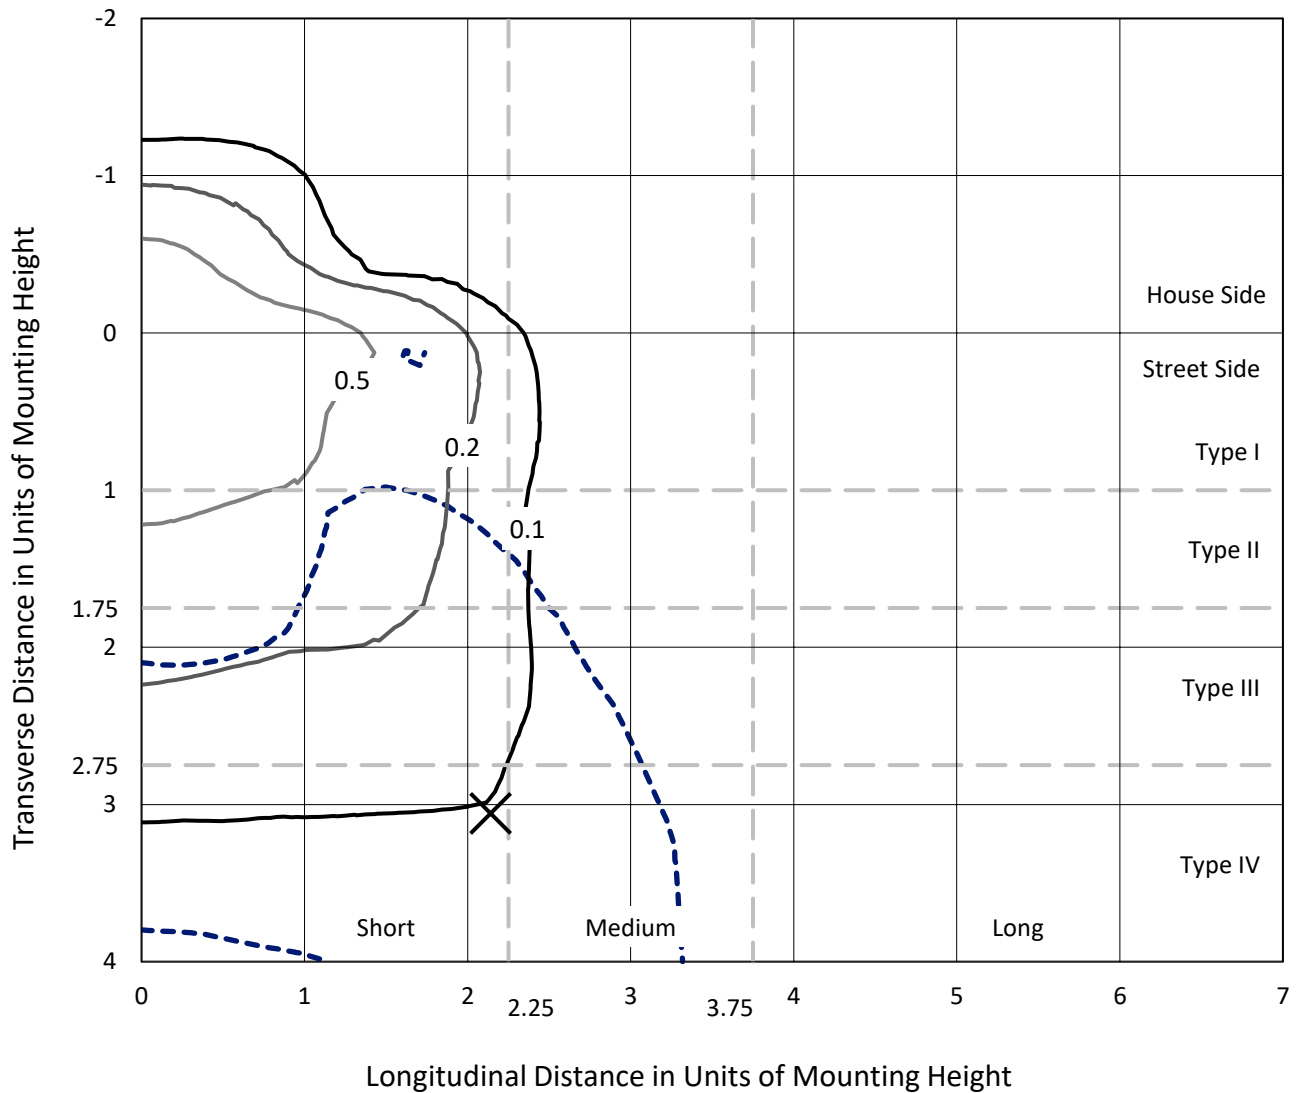 -2
-1
House Side
0
Street Side
0.5
0.2
Type I
1
0.1
Type II
1.75
2
Type III
2.75
3
Type IV
Short
Medium
Long
4
0
1
2
2.25
3
3.75
4
5
6
7
Transverse Distance in Units of Mounting Height
Longitudinal Distance in Units of Mounting Height